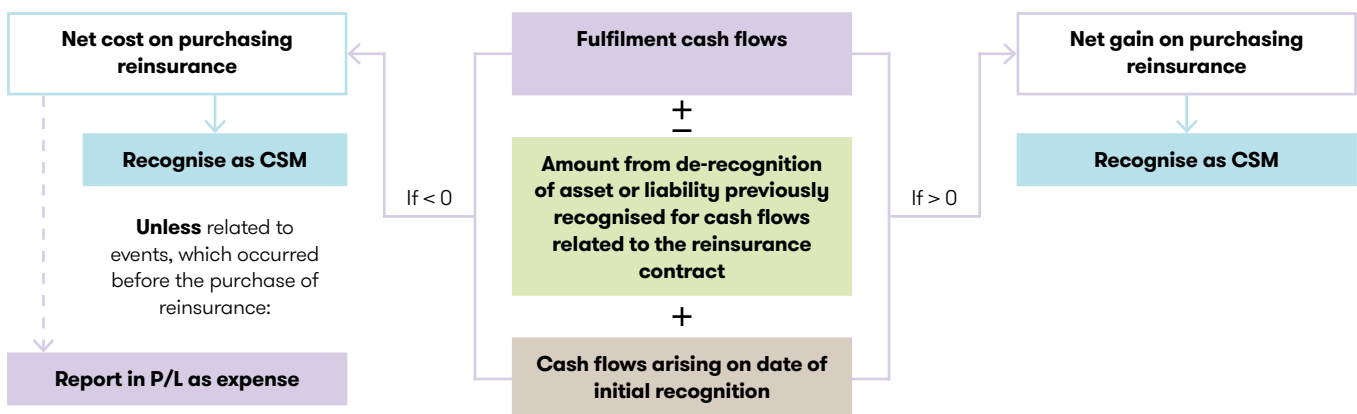 Net cost on purchasing
reinsurance
Recognise as CSM
Unless related to
events, which occurred
before the purchase of
reinsurance:
Report in P/L as expense
If < 0
Fulfilment cash flows
+
−
Amount from de-recognition
of asset or liability previously
recognised for cash flows
related to the reinsurance
contract
+
Cash flows arising on date of
initial recognition
If > 0
Net gain on purchasing
reinsurance
Recognise as CSM